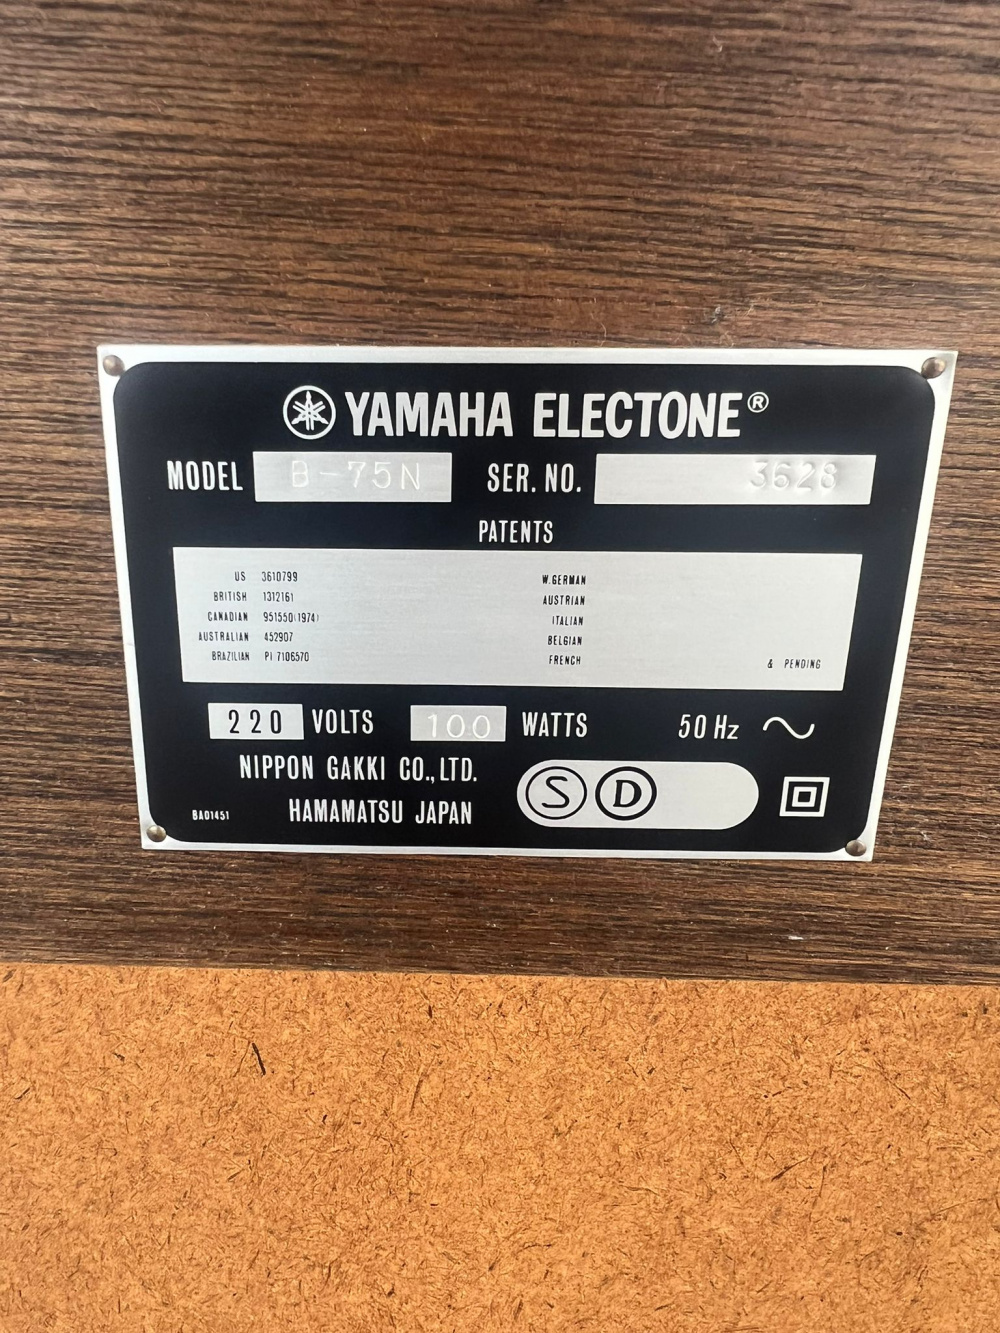 YAMAHA ELECTONE®
MODEL B-75N SER. NO. 3628
PATENTS
US 3610799 W.GERMAN
BRITISH 1312161 AUSTRIAN
CANADIAN 951550(1974) ITALIAN
AUSTRALIAN 452907 BELGIAN
BRAZILIAN PI 7106570 FRENCH & PENDING
220 VOLTS 100 WATTS 50 Hz
NIPPON GAKKI CO.,LTD.
HAMAMATSU JAPAN
BA01451
S D